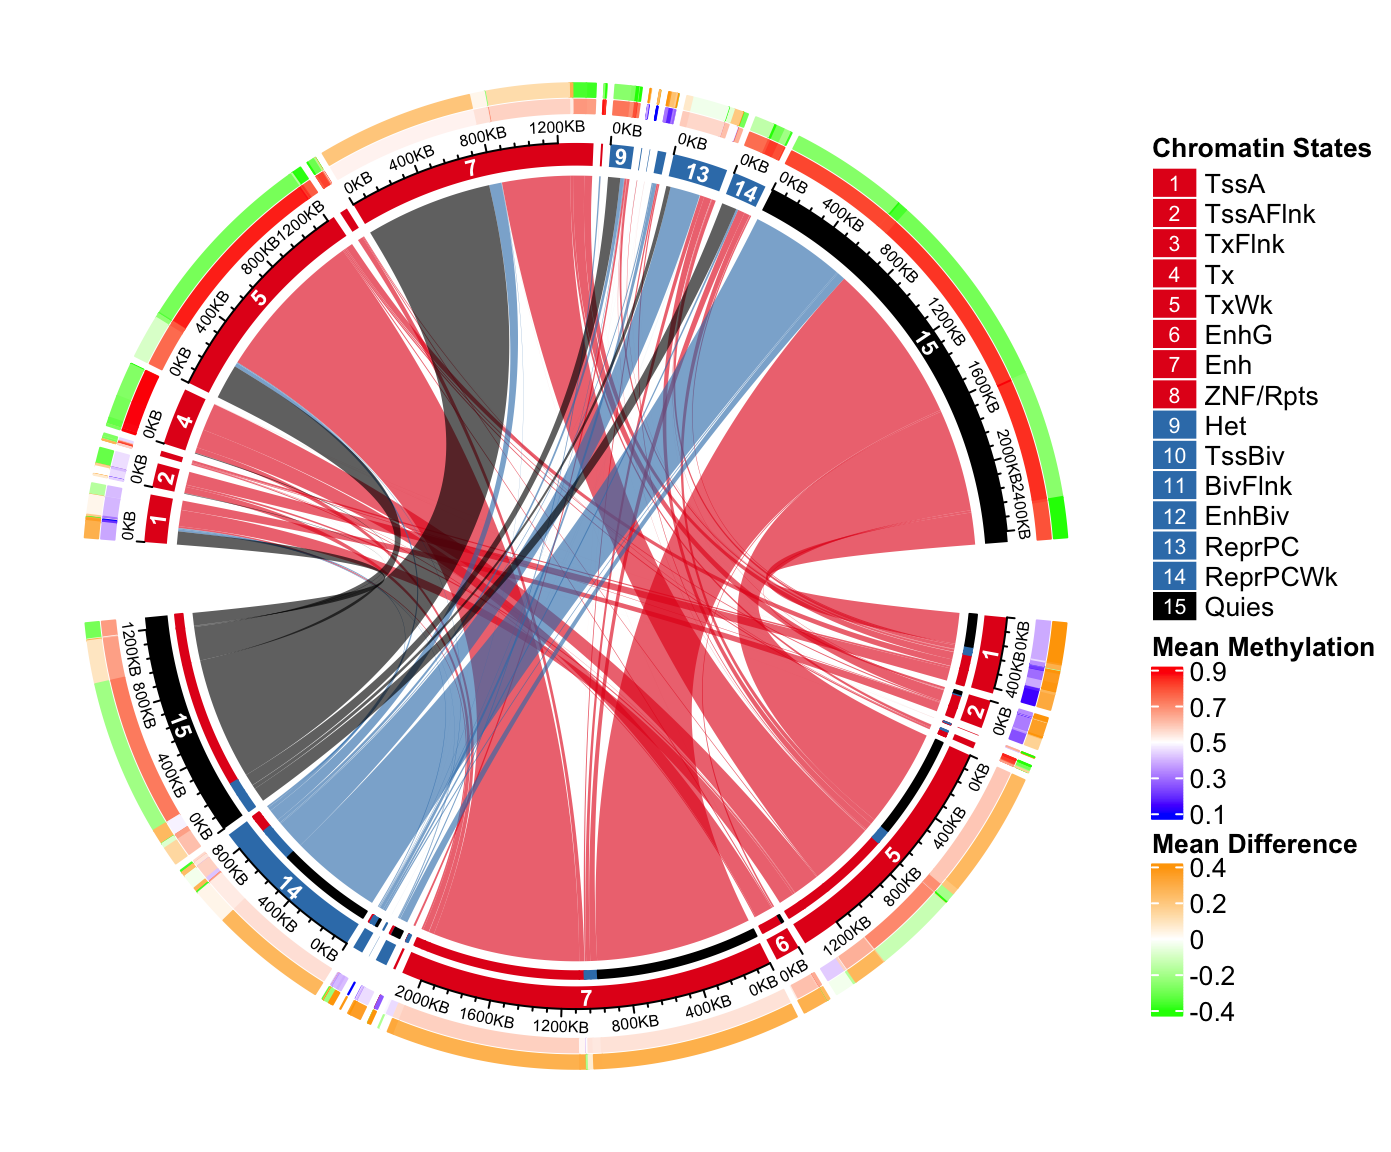 Chromatin States
1 TssA
2 TssAFlnk
3 TxFlnk
4 Tx
5 TxWk
6 EnhG
7 Enh
8 ZNF/Rpts
9 Het
10 TssBiv
11 BivFlnk
12 EnhBiv
13 ReprPC
14 ReprPCWk
15 Quies
Mean Methylation
0.9
0.7
0.5
0.3
0.1
Mean Difference
0.4
0.2
0
-0.2
-0.4
1
0KB
2
0KB
4
0KB
5
0KB
400KB
800KB
1200KB
7
0KB
400KB
800KB
1200KB
9
0KB
13
0KB
14
0KB
15
0KB
400KB
800KB
1200KB
1600KB
2000KB
2400KB
1
0KB
400KB
2
0KB
5
0KB
400KB
800KB
1200KB
6
0KB
7
0KB
400KB
800KB
1200KB
1600KB
2000KB
14
0KB
400KB
800KB
15
0KB
400KB
800KB
1200KB